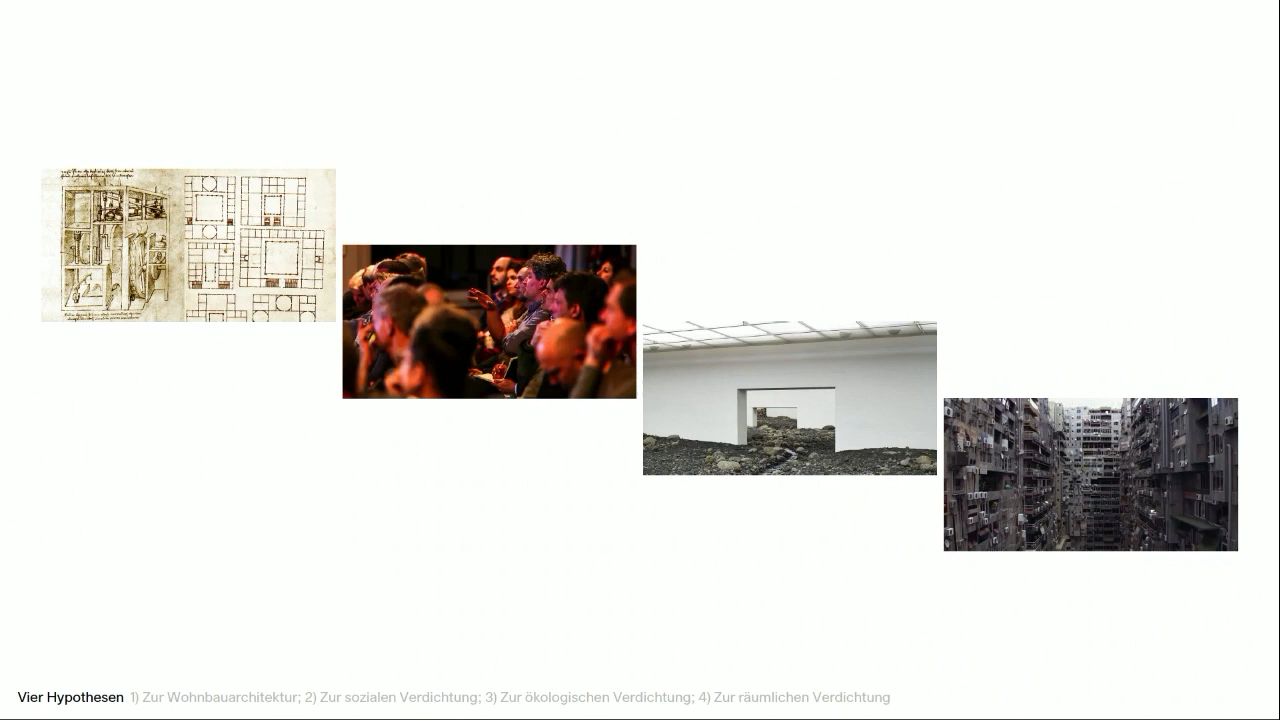 Vier Hypothesen 1) Zur Wohnbauarchitektur; 2) Zur sozialen Verdichtung; 3) Zur ökologischen Verdichtung; 4) Zur räumlichen Verdichtung